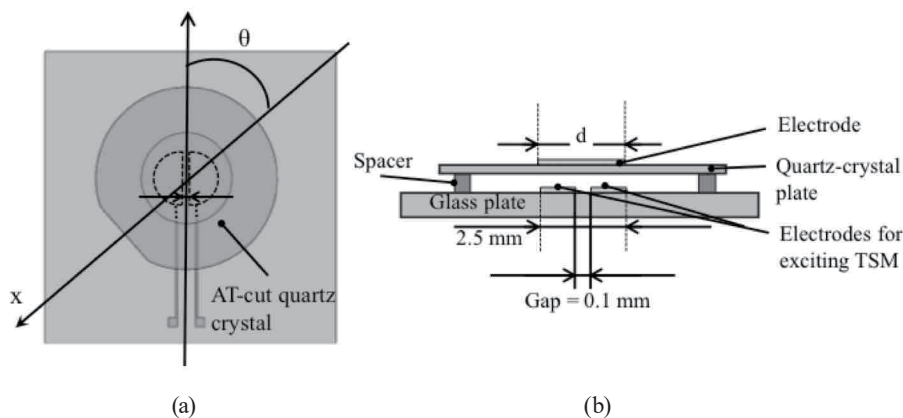 θ
x
AT-cut quartz
crystal
(a)
d
Electrode
Spacer
Quartz-crystal
plate
Glass plate
2.5 mm
Electrodes for
exciting TSM
Gap = 0.1 mm
(b)